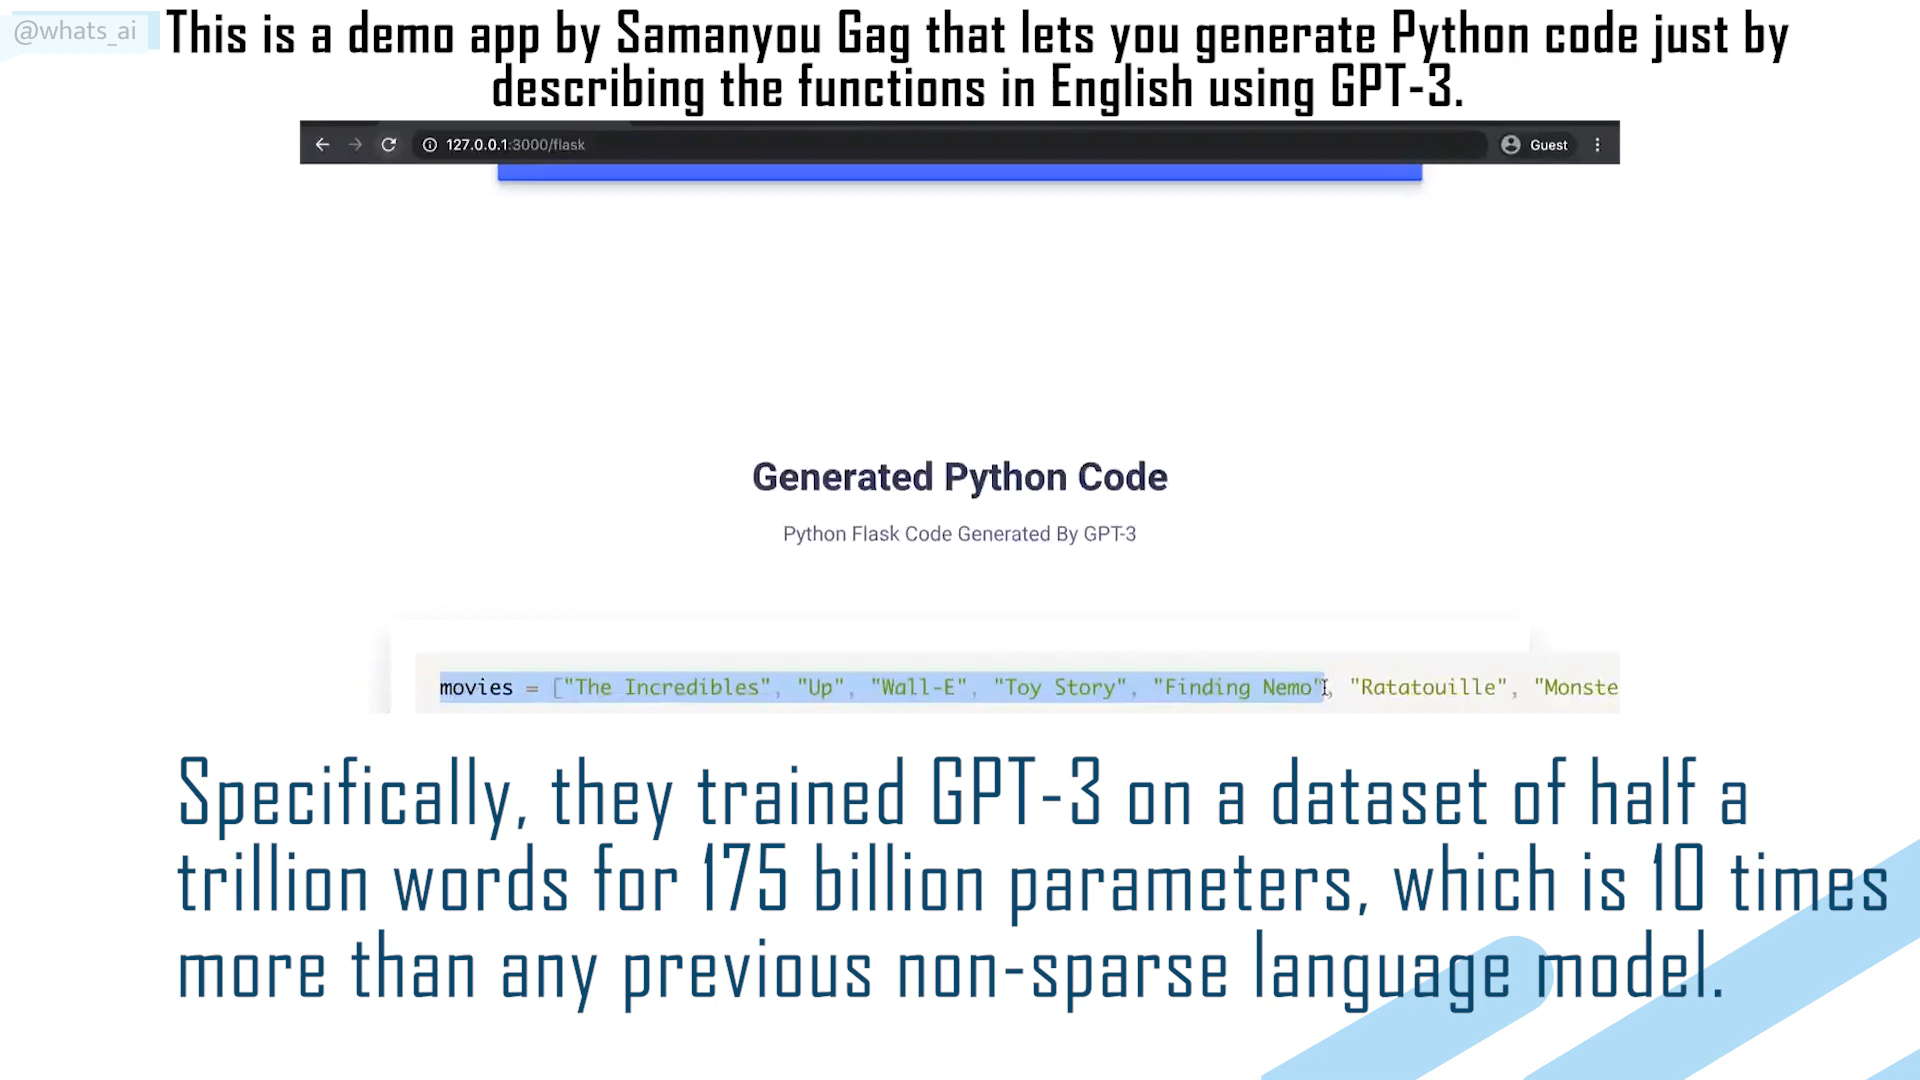 @whats_ai
This is a demo app by Samanyou Gag that lets you generate Python code just by
describing the functions in English using GPT-3.
127.0.0.1:3000/flask
Guest
Generated Python Code
Python Flask Code Generated By GPT-3
movies = ["The Incredibles", "Up", "Wall-E", "Toy Story", "Finding Nemo", "Ratatouille", "Monste
Specifically, they trained GPT-3 on a dataset of half a
trillion words for 175 billion parameters, which is 10 times
more than any previous non-sparse language model.